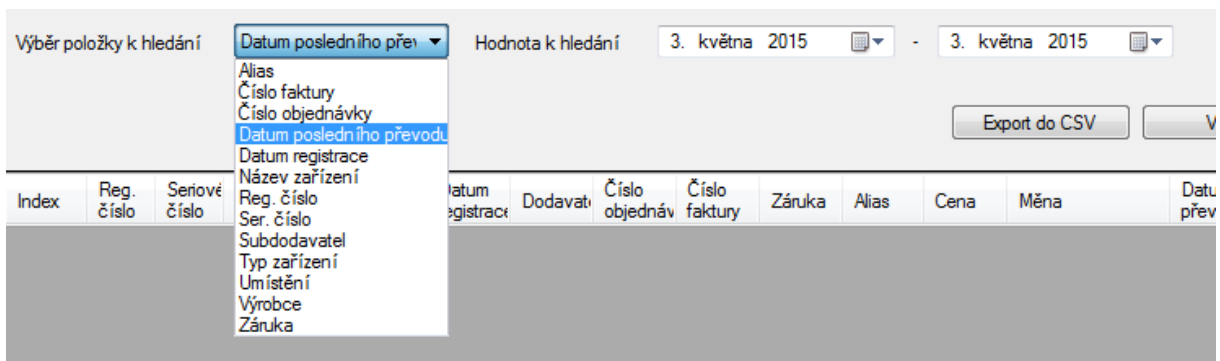 Výběr položky k hledání Datum posledního přev Hodnota k hledání 3. května 2015 - 3. května 2015
Alias
Číslo faktury
Číslo objednávky
Datum posledního převodu
Export do CSV V
Datum registrace
Název zařízení
Reg. číslo
Ser. číslo
Subdodavatel
Typ zařízení
Umístění
Výrobce
Záruka
Index Reg. Seriové Datum Dodavat Číslo Číslo Záruka Alias Cena Měna Datu
číslo číslo egistrace objednáv faktury přev